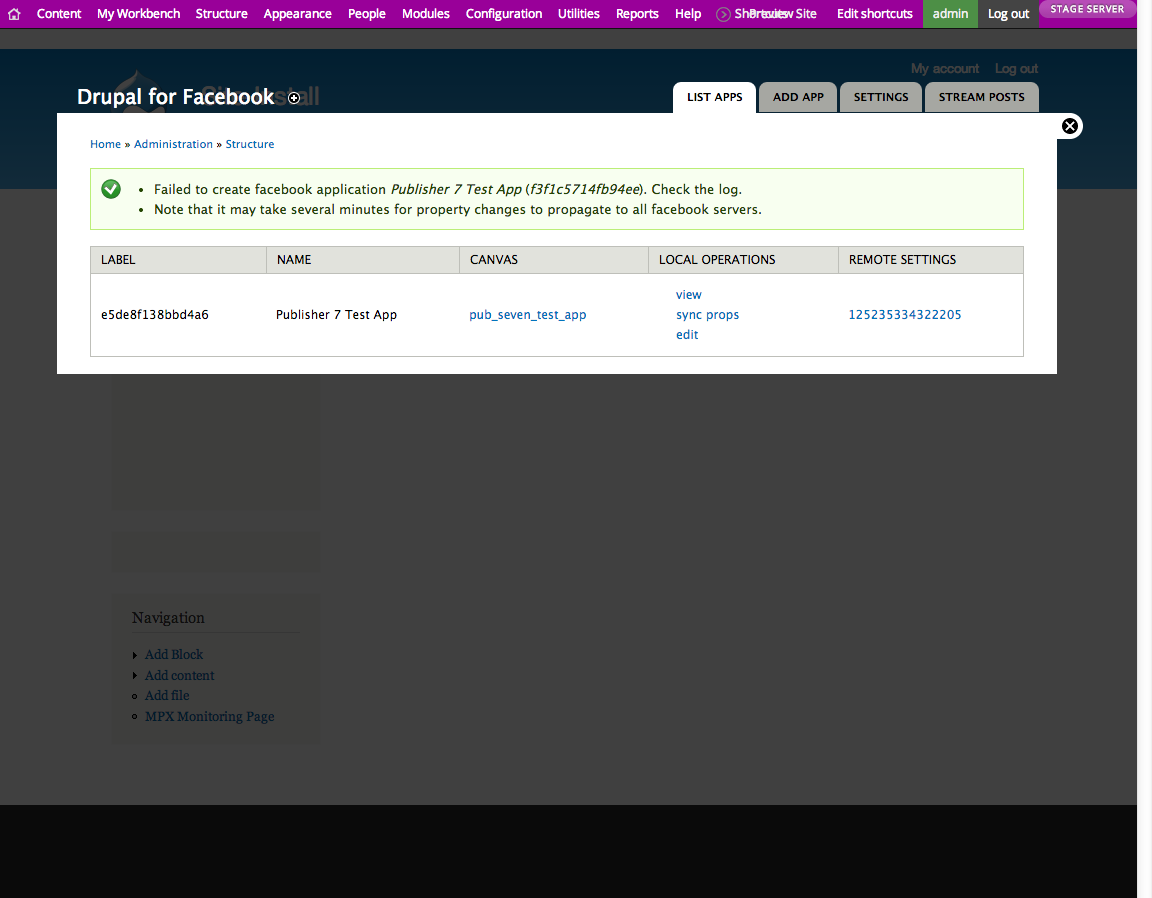 Content My Workbench Structure Appearance People Modules Configuration Utilities Reports Help Shortcuts Preview Site Edit shortcuts admin Log out STAGE SERVER
My account Log out
Drupal for Facebook Site-Install LIST APPS ADD APP SETTINGS STREAM POSTS
Home » Administration » Structure
• Failed to create facebook application Publisher 7 Test App (f3f1c5714fb94ee). Check the log.
• Note that it may take several minutes for property changes to propagate to all facebook servers.
LABEL NAME CANVAS LOCAL OPERATIONS REMOTE SETTINGS
view
e5de8f138bbd4a6 Publisher 7 Test App pub_seven_test_app sync props 125235334322205
edit
Navigation
Add Block
Add content
Add file
MPX Monitoring Page